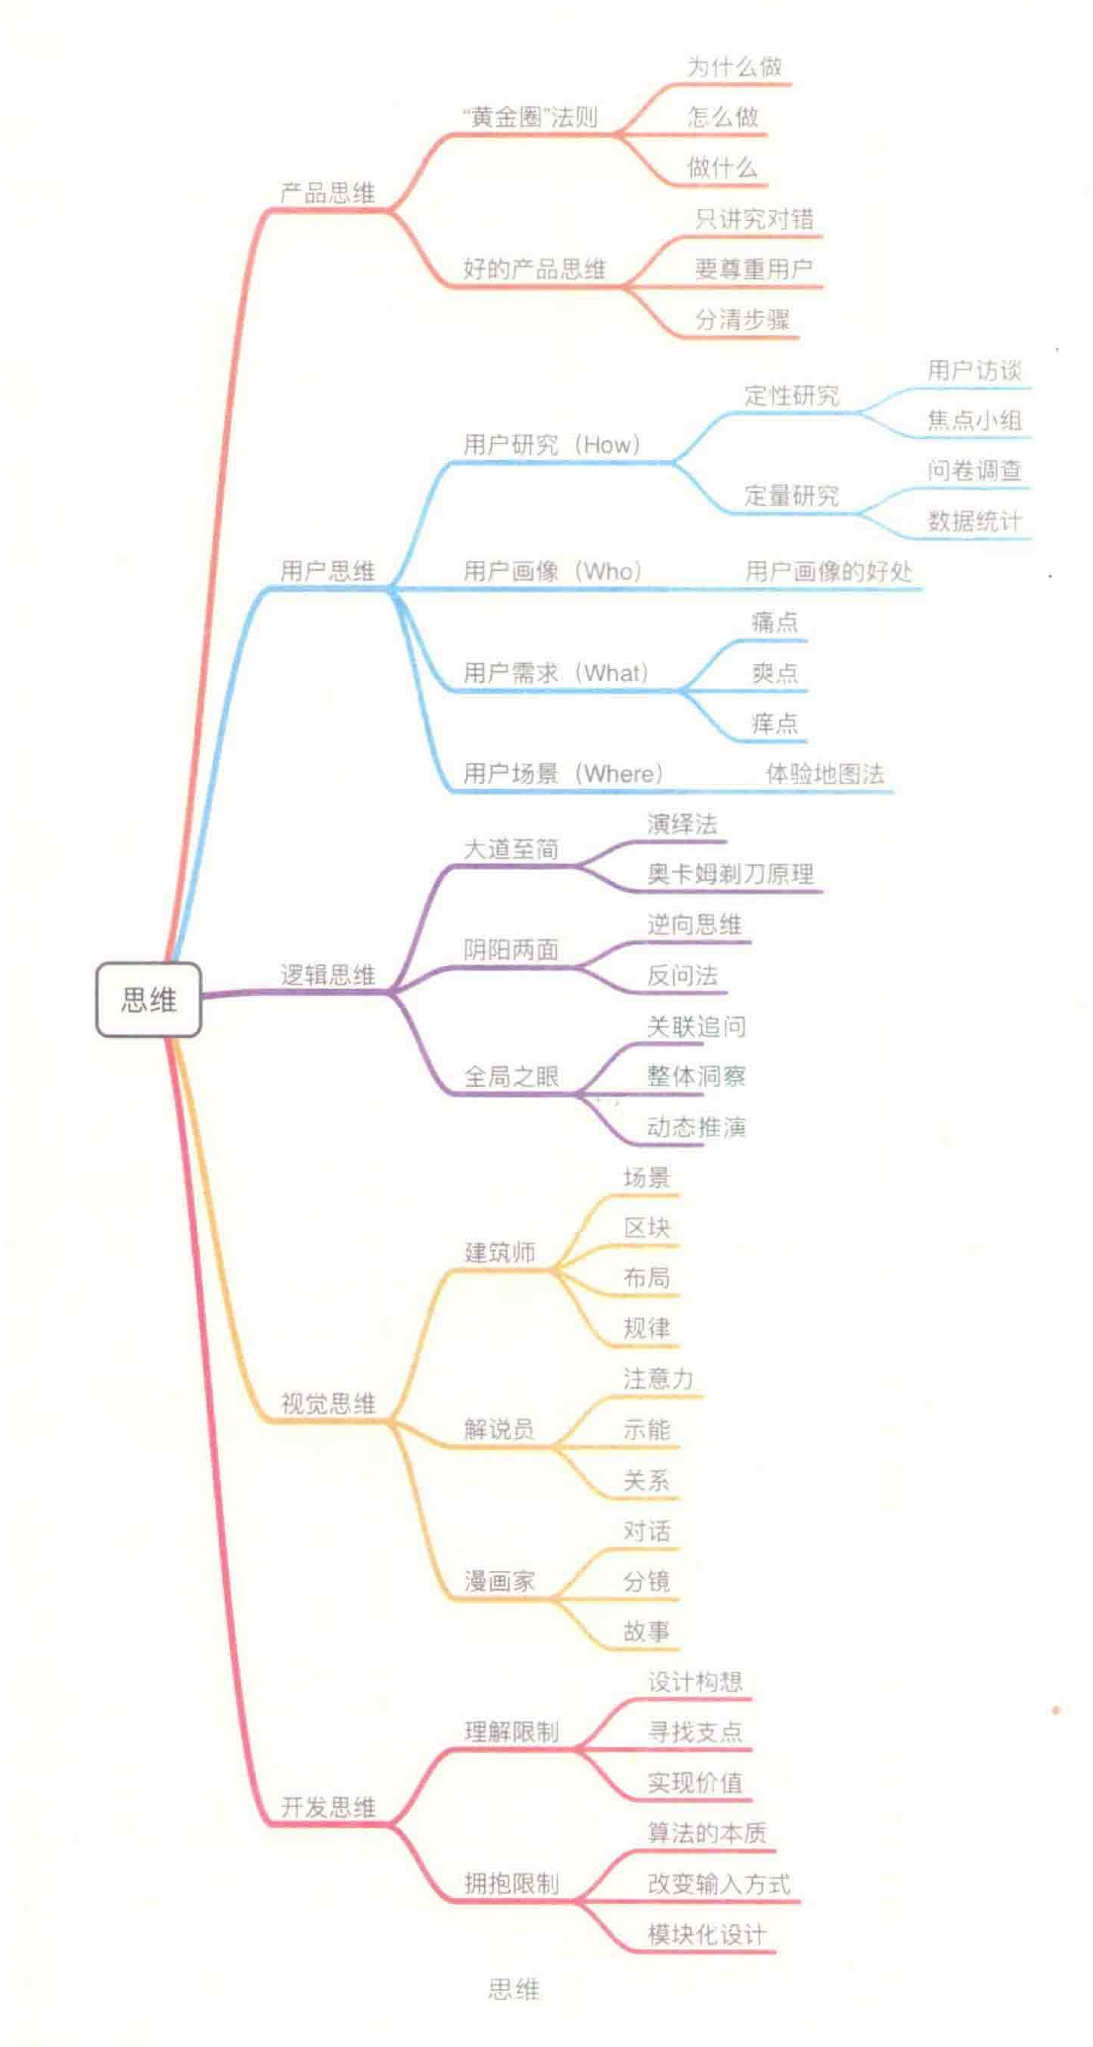 为什么做
“黄金圈”法则
怎么做
做什么
产品思维
只讲究对错
好的产品思维
要尊重用户
分清步骤
用户访谈
定性研究
焦点小组
用户研究（How）
问卷调查
定量研究
数据统计
用户思维
用户画像（Who）
用户画像的好处
痛点
用户需求（What）
爽点
痒点
用户场景（Where）
体验地图法
演绎法
大道至简
奥卡姆剃刀原理
逆向思维
阴阳两面
反问法
逻辑思维
思维
关联追问
全局之眼
整体洞察
动态推演
场景
区块
建筑师
布局
规律
注意力
视觉思维
解说员
示能
关系
对话
漫画家
分镜
故事
设计构想
理解限制
寻找支点
实现价值
开发思维
算法的本质
拥抱限制
改变输入方式
模块化设计
思维